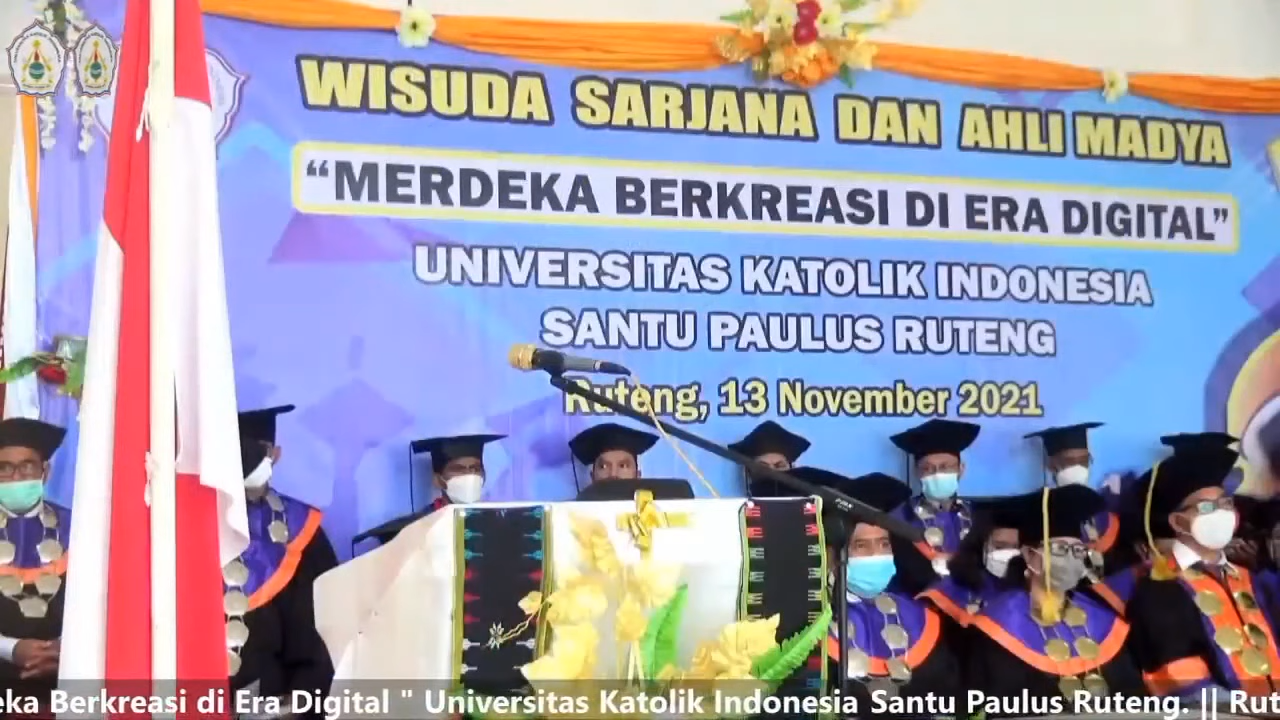 WISUDA SARJANA DAN AHLI MADYA
“MERDEKA BERKREASI DI ERA DIGITAL”
UNIVERSITAS KATOLIK INDONESIA
SANTU PAULUS RUTENG
Ruteng, 13 November 2021
eka Berkreasi di Era Digital " Universitas Katolik Indonesia Santu Paulus Ruteng. || Rut